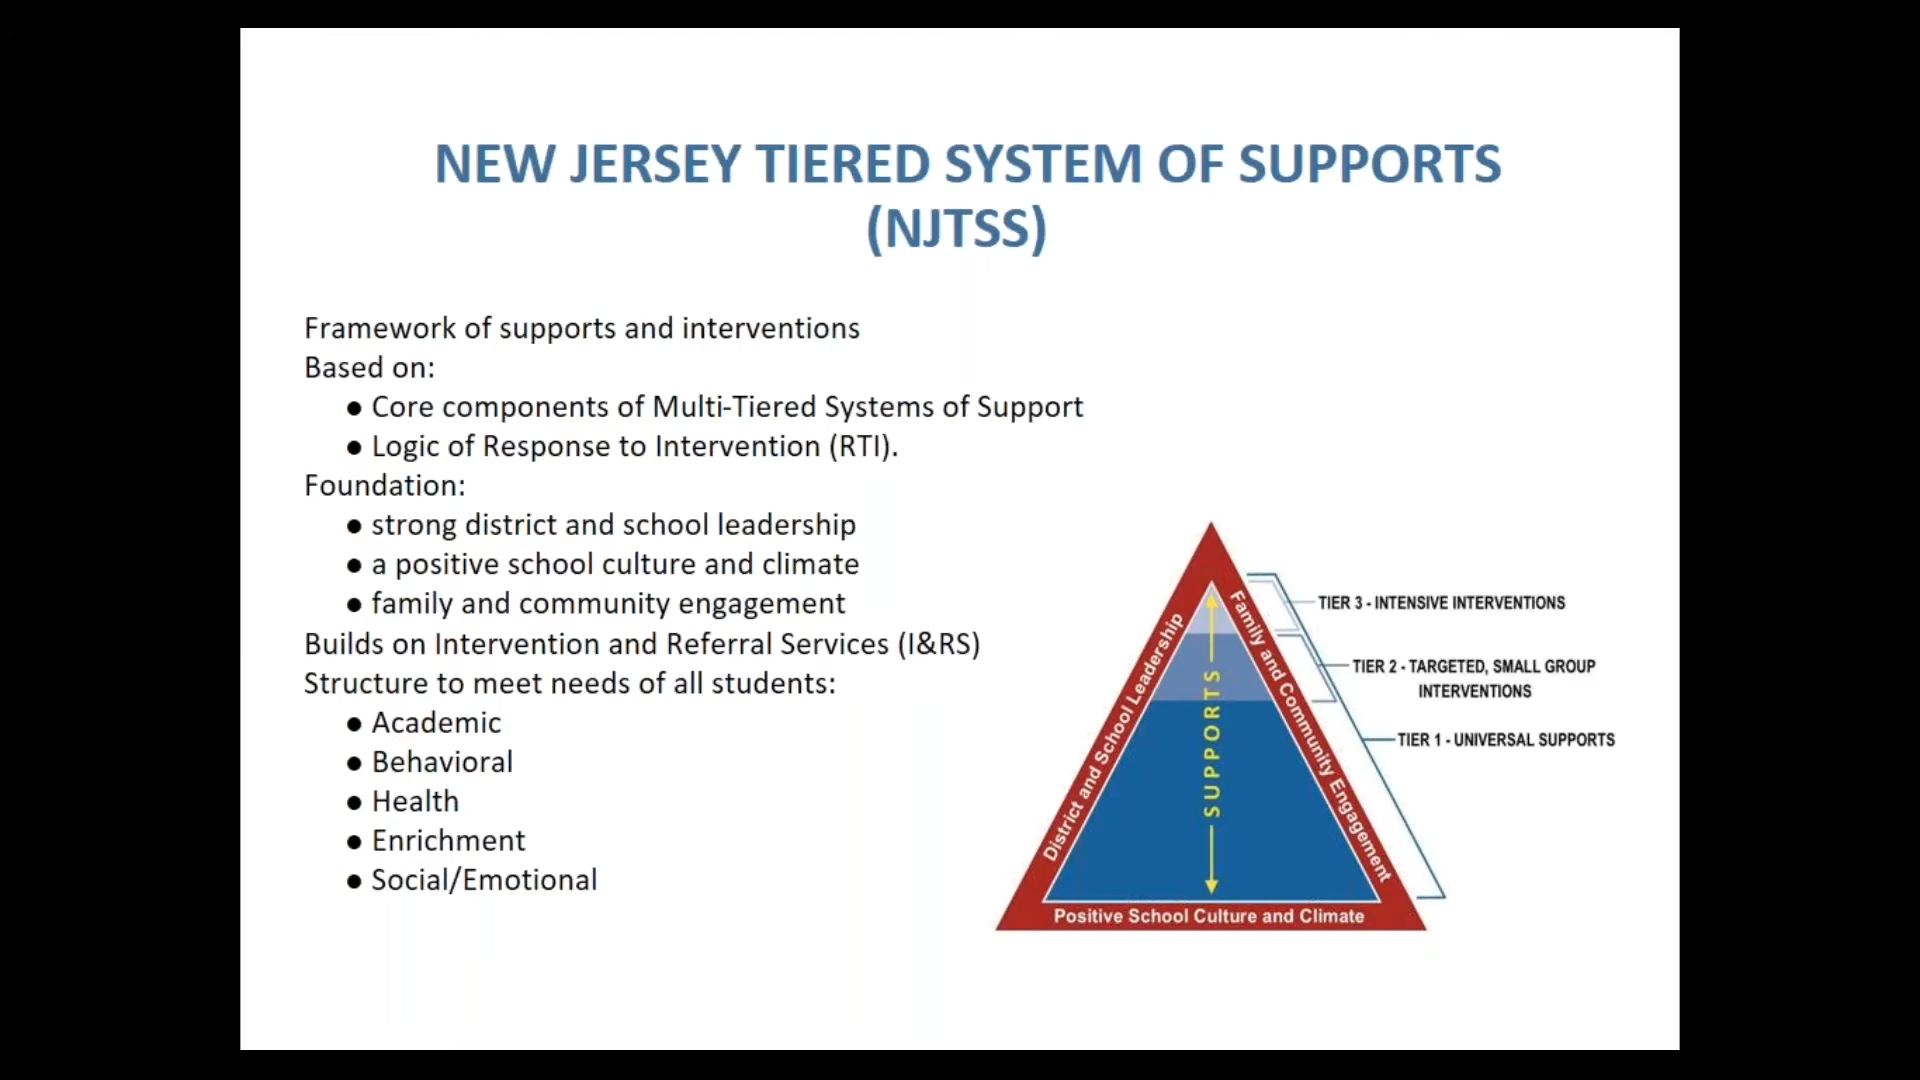 NEW JERSEY TIERED SYSTEM OF SUPPORTS
(NJTSS)
Framework of supports and interventions
Based on:
● Core components of Multi-Tiered Systems of Support
● Logic of Response to Intervention (RTI).
Foundation:
● strong district and school leadership
● a positive school culture and climate
● family and community engagement
Builds on Intervention and Referral Services (I&RS)
Structure to meet needs of all students:
● Academic
● Behavioral
● Health
● Enrichment
● Social/Emotional
District and School Leadership
SUPPORTS
Family and Community Engagement
Positive School Culture and Climate
TIER 3 - INTENSIVE INTERVENTIONS
TIER 2 - TARGETED, SMALL GROUP
INTERVENTIONS
TIER 1 - UNIVERSAL SUPPORTS